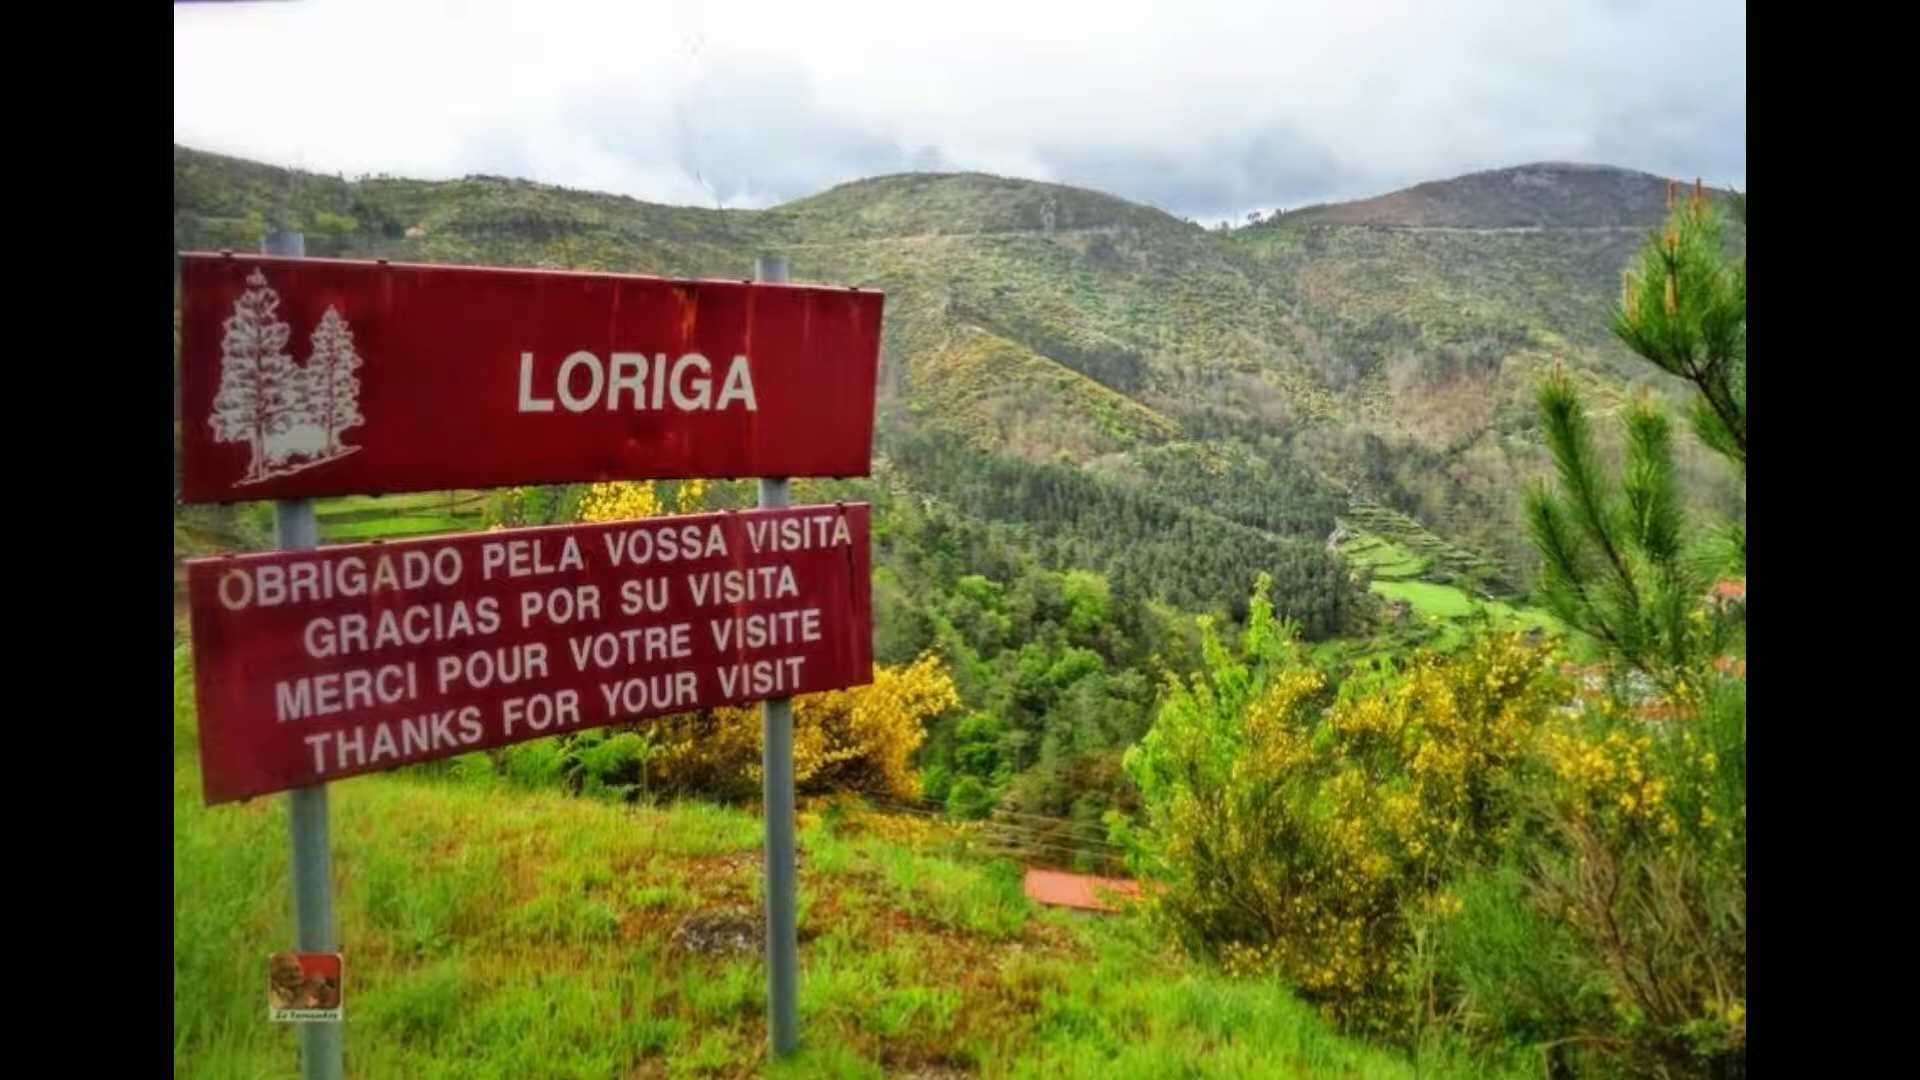 LORIGA
OBRIGADO PELA VOSSA VISITA
GRACIAS POR SU VISITA
MERCI POUR VOTRE VISITE
THANKS FOR YOUR VISIT